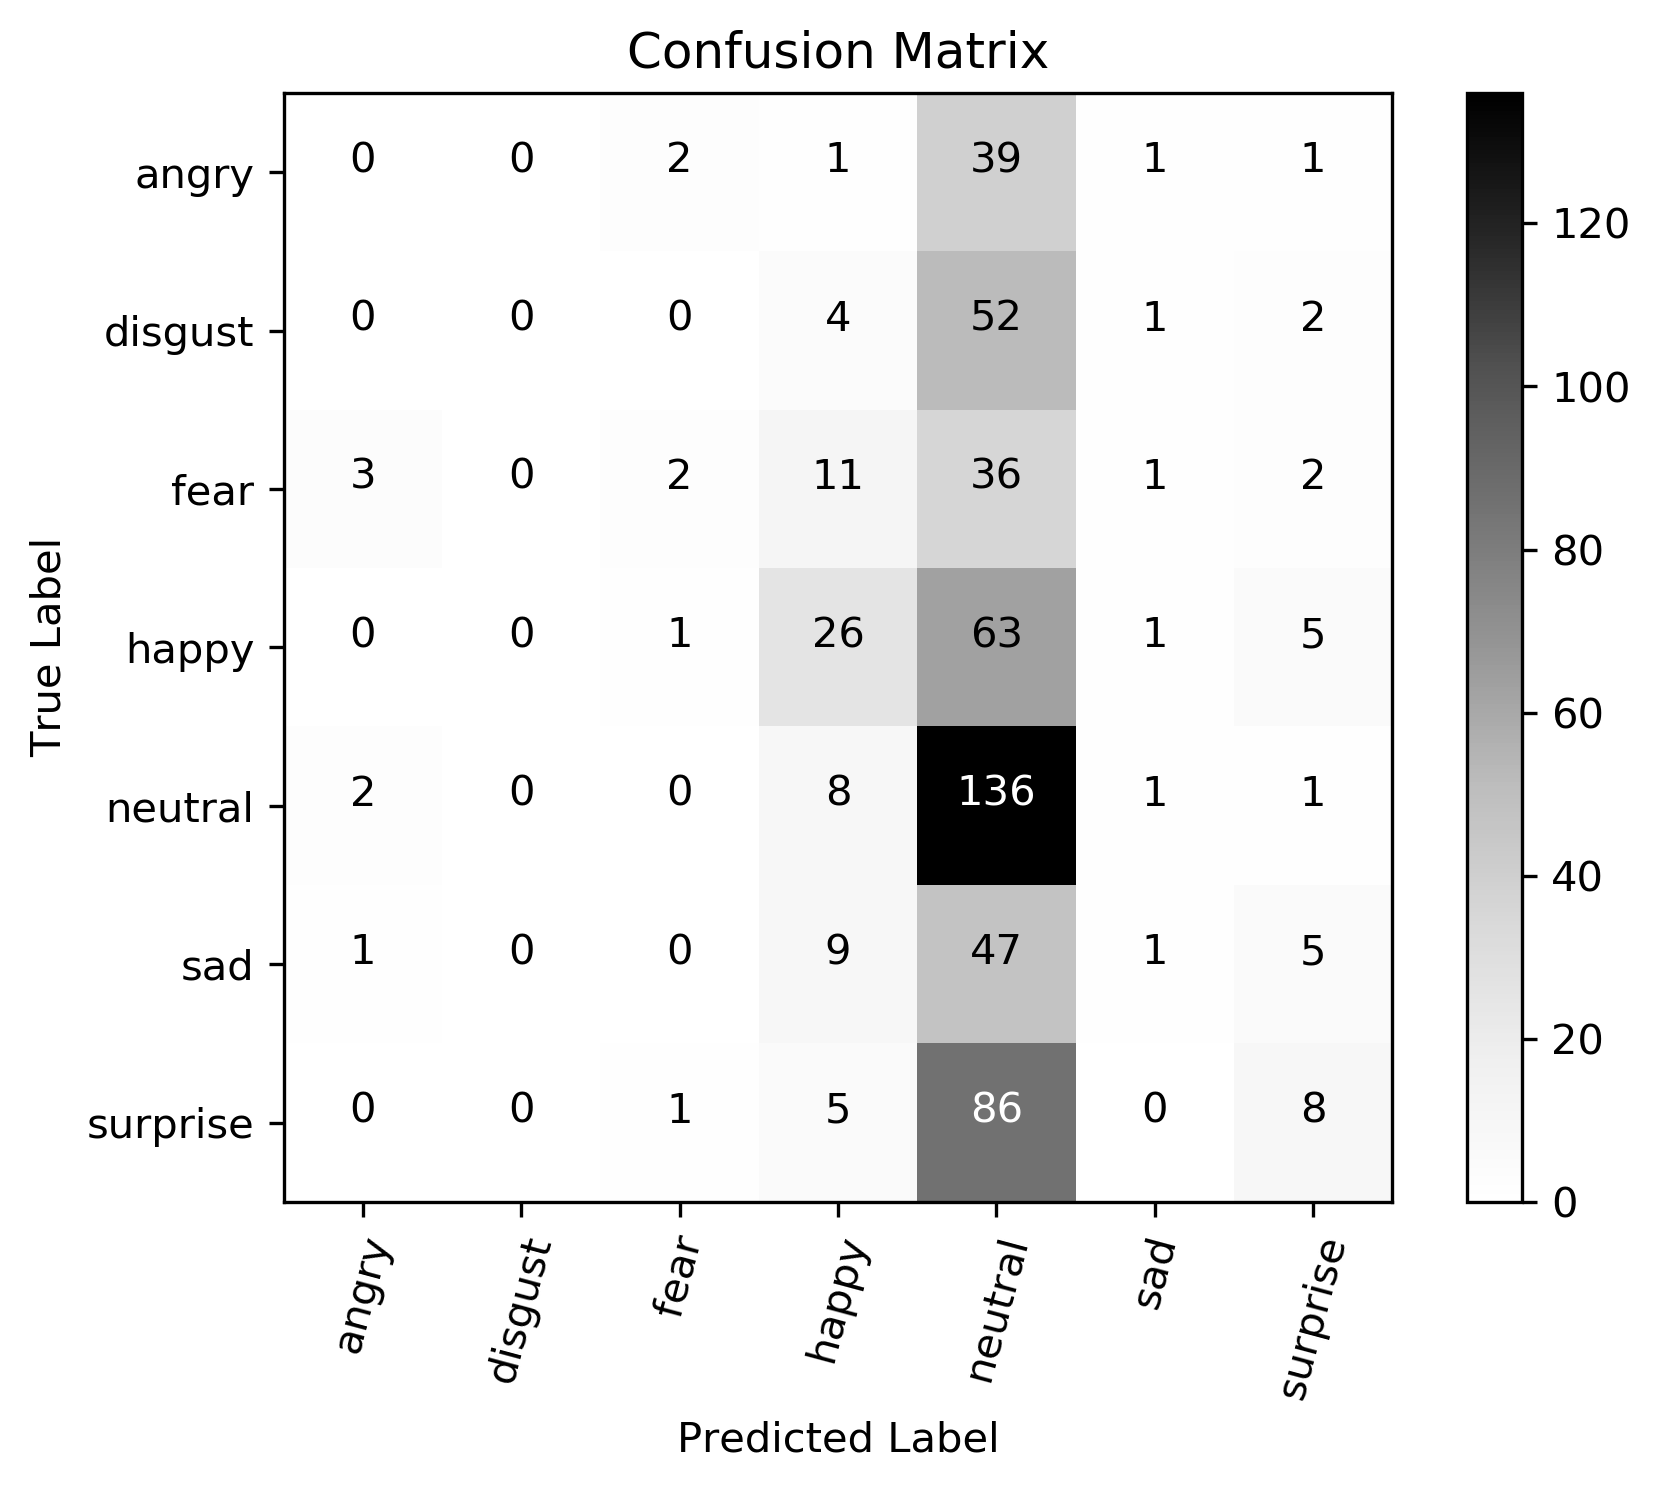 Confusion Matrix
angry 0 0 2 1 39 1 1
disgust 0 0 0 4 52 1 2
fear 3 0 2 11 36 1 2
happy 0 0 1 26 63 1 5
neutral 2 0 0 8 136 1 1
sad 1 0 0 9 47 1 5
surprise 0 0 1 5 86 0 8
True Label
angry disgust fear happy neutral sad surprise
Predicted Label
120
100
80
60
40
20
0